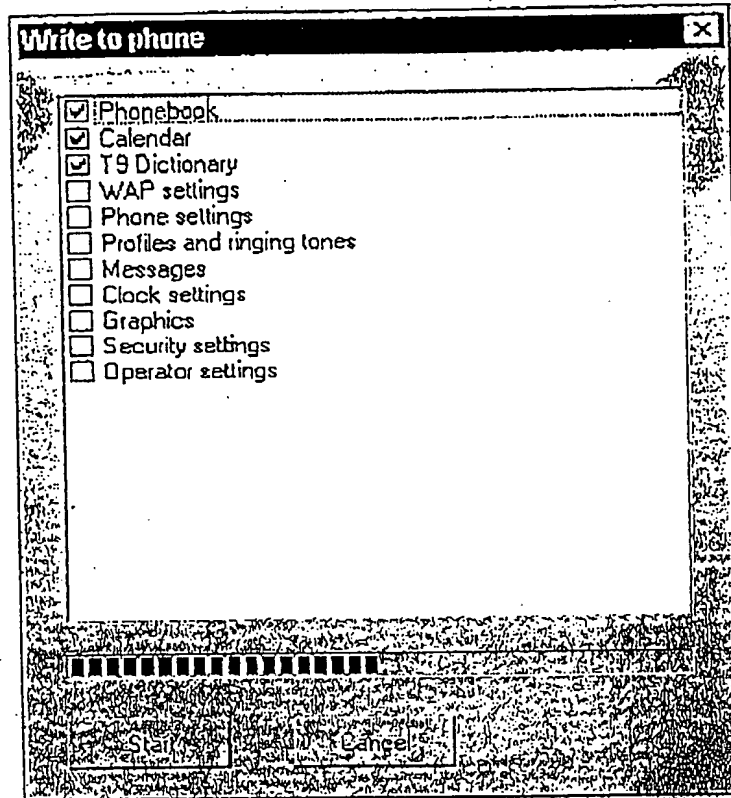 Write to phone
Phonebook
Calendar
T9 Dictionary
WAP settings
Phone settings
Profiles and ringing tones
Messages
Clock settings
Graphics
Security settings
Operator settings
Start Cancel